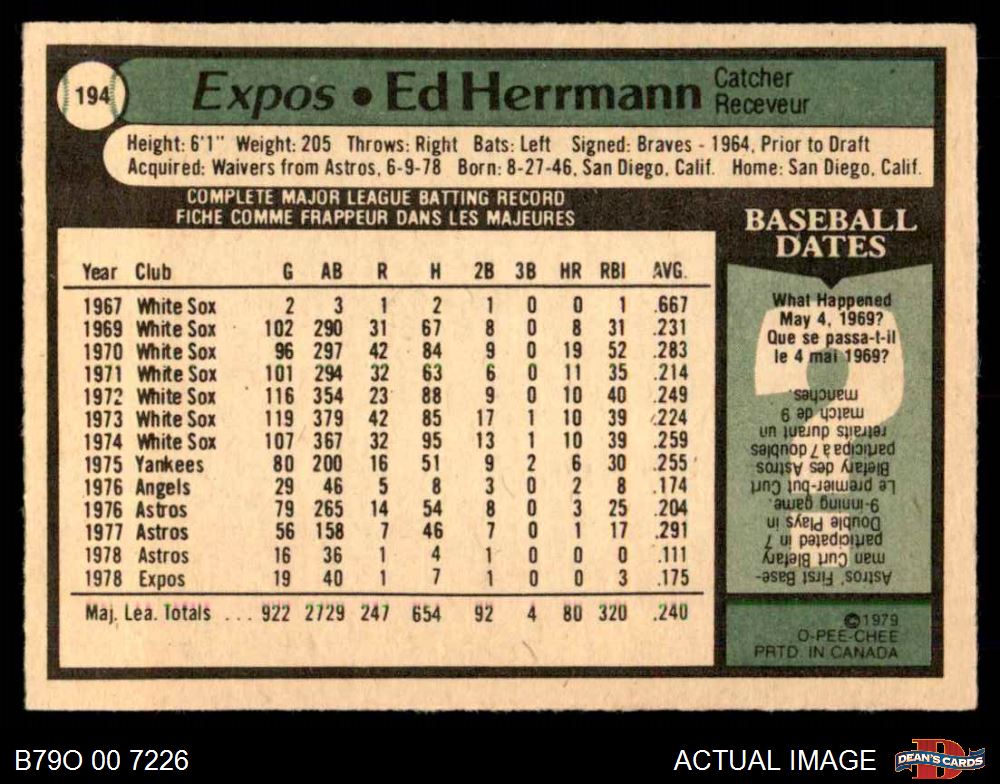 194
Expos • Ed Herrmann Catcher
Receveur
Height: 6'1" Weight: 205 Throws: Right Bats: Left Signed: Braves - 1964, Prior to Draft
Acquired: Waivers from Astros, 6-9-78 Born: 8-27-46, San Diego, Calif. Home: San Diego, Calif.
COMPLETE MAJOR LEAGUE BATTING RECORD
FICHE COMME FRAPPEUR DANS LES MAJEURES
Year Club G AB R H 2B 3B HR RBI AVG.
1967 White Sox 2 3 1 2 1 0 0 1 .667
1969 White Sox 102 290 31 67 8 0 8 31 .231
1970 White Sox 96 297 42 84 9 0 19 52 .283
1971 White Sox 101 294 32 63 6 0 11 35 .214
1972 White Sox 116 354 23 88 9 0 10 40 .249
1973 White Sox 119 379 42 85 17 1 10 39 .224
1974 White Sox 107 367 32 95 13 1 10 39 .259
1975 Yankees 80 200 16 51 9 2 6 30 .255
1976 Angels 29 46 5 8 3 0 2 8 .174
1976 Astros 79 265 14 54 8 0 3 25 .204
1977 Astros 56 158 7 46 7 0 1 17 .291
1978 Astros 16 36 1 4 1 0 0 0 .111
1978 Expos 19 40 1 7 1 0 0 3 .175
Maj. Lea. Totals ... 922 2729 247 654 92 4 80 320 .240
BASEBALL
DATES
What Happened
May 4, 1969?
Que se passa-t-il
le 4 mai 1969?
Astros' First Base-
man Curt Blefary
participated in 7
Double Plays in
9-inning game.
Le premier-but Curt
Blefary des Astros
participa à 7 doubles
retraits durant un
match de 9
manches.
©1979
O-PEE-CHEE
PRTD. IN CANADA
B79O 00 7226
ACTUAL IMAGE
DEAN'S CARDS